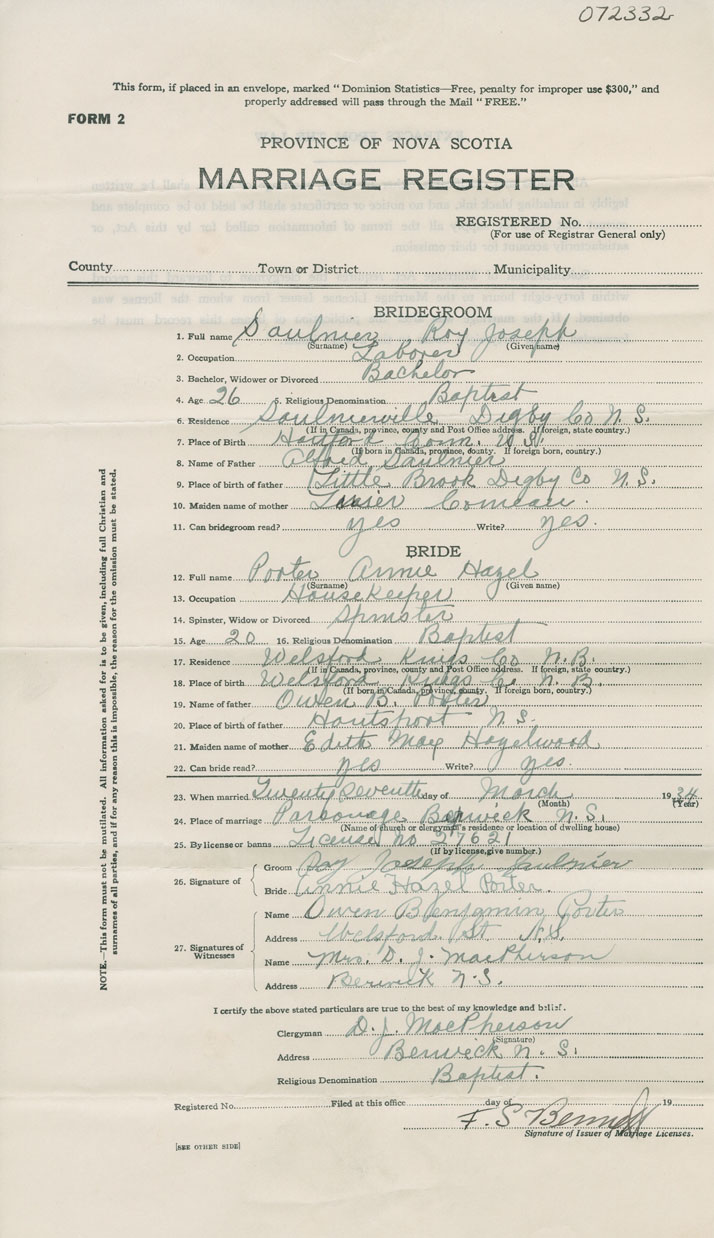 072332
This form, if placed in an envelope, marked "Dominion Statistics—Free, penalty for improper use $300," and
properly addressed will pass through the Mail "FREE."
FORM 2
PROVINCE OF NOVA SCOTIA
MARRIAGE REGISTER
REGISTERED No.
(For use of Registrar General only)
County Town or District Municipality
BRIDEGROOM
1. Full name Saulnier Roy Joseph
(Surname) (Given name)
2. Occupation Laborer
3. Bachelor, Widower or Divorced Bachelor
4. Age 26 5. Religious Denomination Baptist
6. Residence Saulnierville Digby Co N. S.
(If in Canada, province, county and Post Office address. If foreign, state country.)
7. Place of Birth Hartford Conn. U.S.
(If born in Canada, province, county. If foreign born, country.)
8. Name of Father Alfred Saulnier
9. Place of birth of father Little Brook Digby Co N. S.
10. Maiden name of mother Comeau
11. Can bridegroom read? yes Write? yes.
BRIDE
12. Full name Porter Annie Hazel
(Surname) (Given name)
13. Occupation Housekeeper
14. Spinster, Widow or Divorced Spinster
15. Age 20 16. Religious Denomination Baptist
17. Residence Welsford Kings Co N.B.
(If in Canada, province, county and Post Office address. If foreign, state country.)
18. Place of birth Welsford Kings Co. N. B.
(If born in Canada, province, county. If foreign born, country.)
19. Name of father Owen B. Porter
20. Place of birth of father Hantsport N. S.
21. Maiden name of mother Edith May Hazelwood
22. Can bride read? yes Write? yes.
23. When married Twenty Seventh day of March 1934
(Month) (Year)
24. Place of marriage Parsonage Berwick N. S.
(Name of church or clergyman's residence or location of dwelling house)
25. By license or banns License no 27621
(If by license, give number.)
26. Signature of Groom Roy Joseph Saulnier
Bride Annie Hazel Porter.
27. Signatures of Witnesses Name Owen Benjamin Porter
Address Welsford St N.S.
Name Mrs. D. J. MacPherson
Address Berwick N.S.
I certify the above stated particulars are true to the best of my knowledge and belief.
Clergyman D. J. MacPherson
(Signature)
Address Berwick N. S.
Religious Denomination Baptist.
Registered No. Filed at this office day of 19
F. S
Signature of Issuer of Marriage Licenses.
[SEE OTHER SIDE]
NOTE.—This form must not be mutilated. All information asked for is to be given, including full Christian and
surnames of all parties, and if for any reason this is impossible, the reason for the omission must be stated.